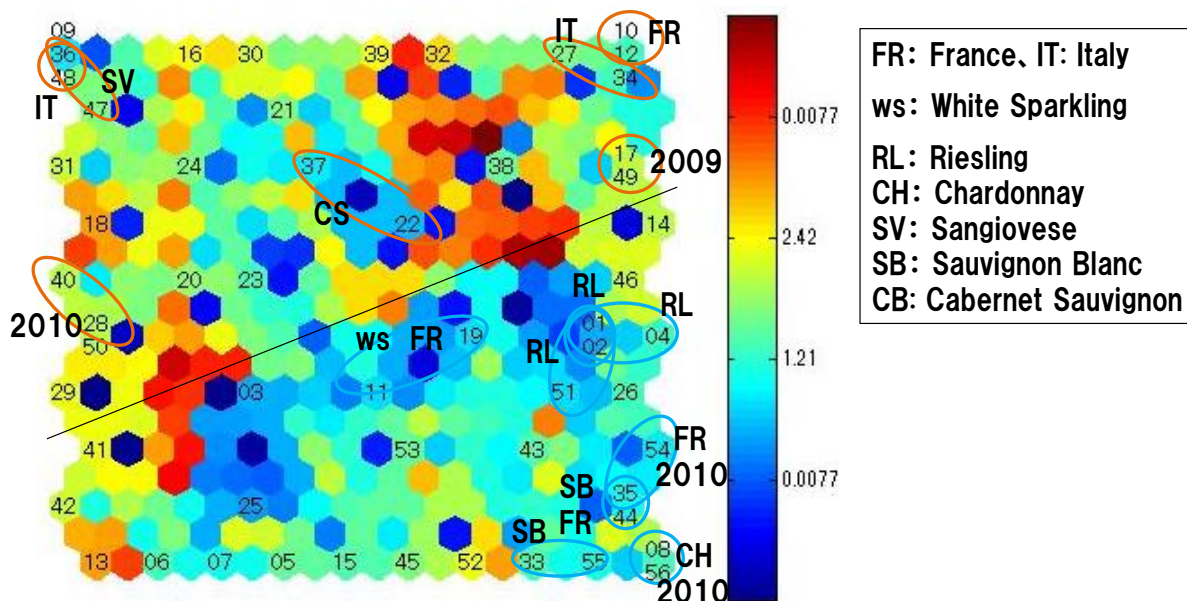 09
10
IT
FR
36
16
30
39
32
27
12
48
SV
34
IT
47
21
17
31
24
37
38
2009
49
CS
18
22
14
40
20
23
46
RL
RL
2010
28
ws
FR
19
01
04
50
RL
02
29
03
11
51
26
FR
41
53
43
54
2010
SB
35
42
25
SB
FR
44
13
06
07
05
15
45
52
33
55
08
CH
56
2010
0.0077
2.42
1.21
0.0077
FR: France、IT: Italy
ws: White Sparkling
RL: Riesling
CH: Chardonnay
SV: Sangiovese
SB: Sauvignon Blanc
CB: Cabernet Sauvignon